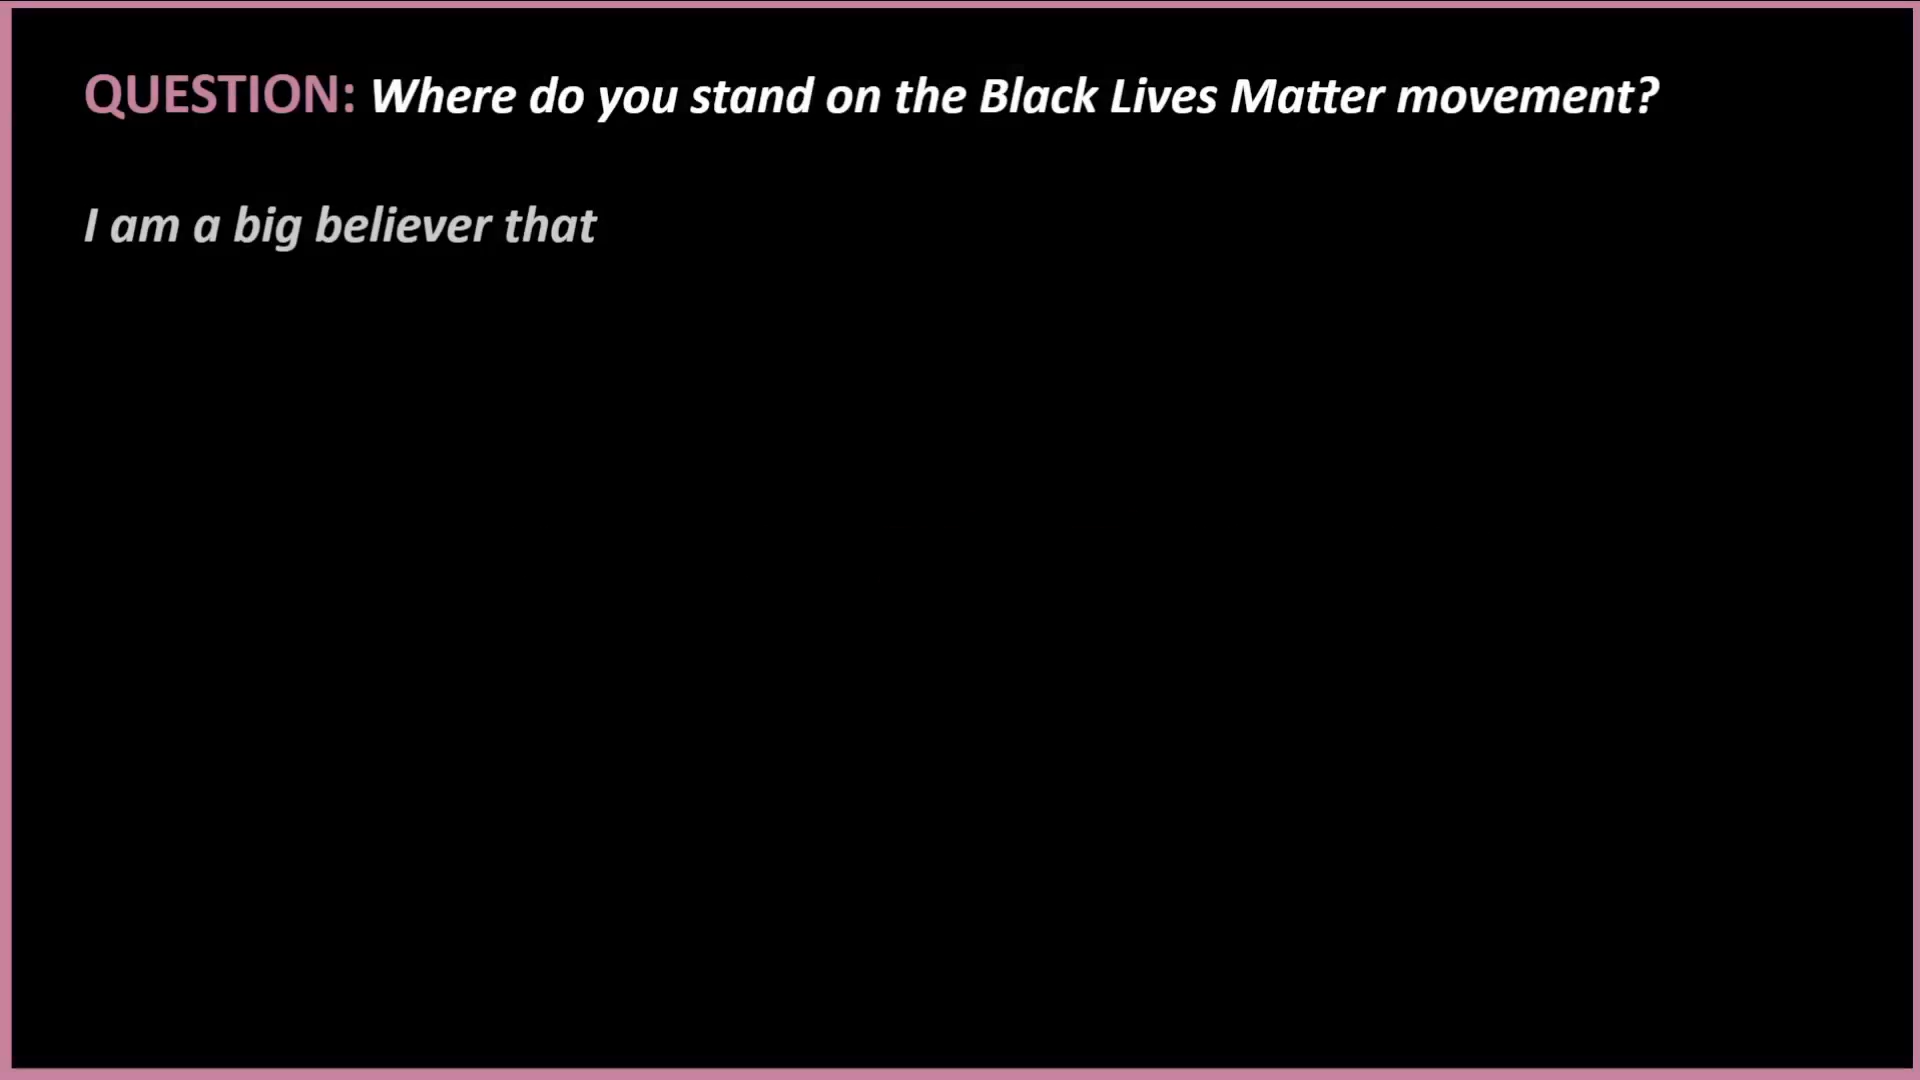 QUESTION: Where do you stand on the Black Lives Matter movement?
I am a big believer that